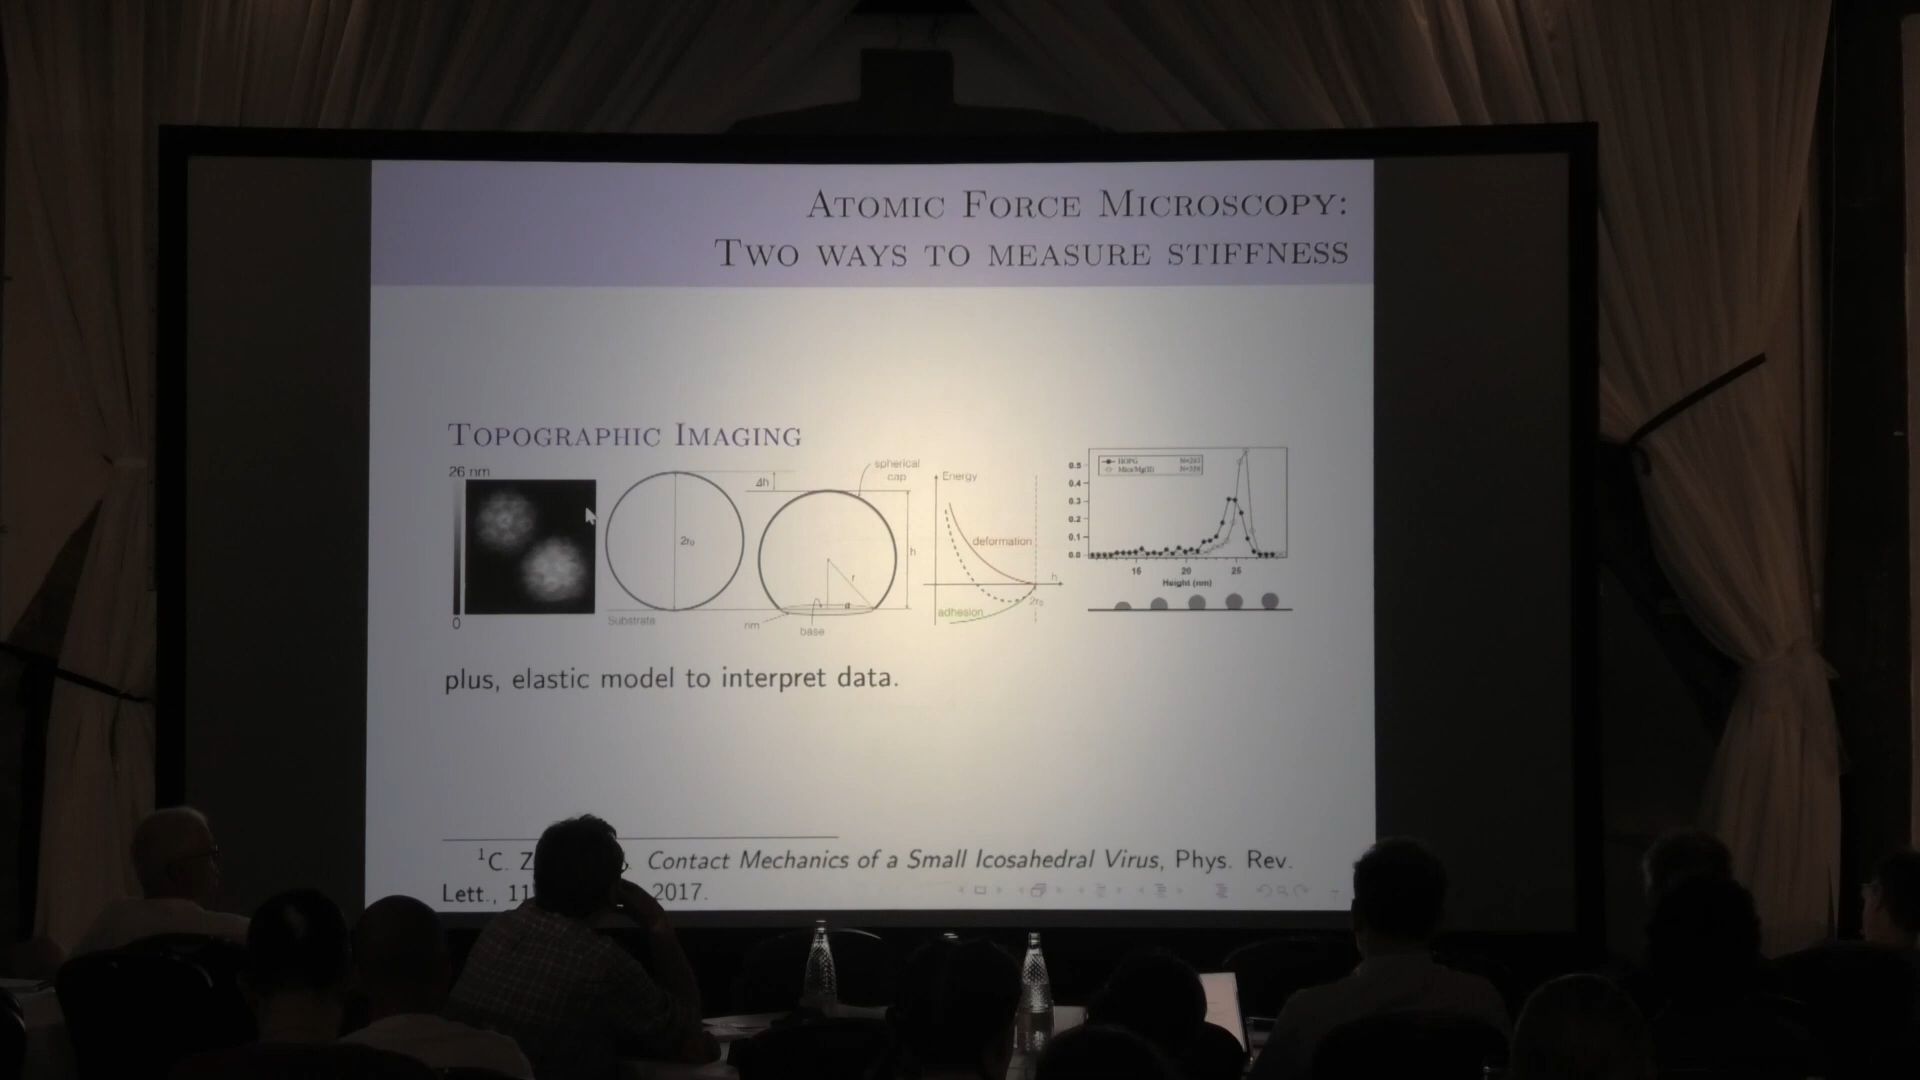 ATOMIC FORCE MICROSCOPY:
TWO WAYS TO MEASURE STIFFNESS
TOPOGRAPHIC IMAGING
26 nm
0
2r₀
Substrate
Δh
spherical
cap
h
r
a
nm
base
Energy
deformation
h
adhesion
2r₀
HOPG N=243
Mica/Mg(II)
0.5
0.4
0.3
0.2
0.1
0.0
16 20 25
Height (nm)
plus, elastic model to interpret data.
¹C. Contact Mechanics of a Small Icosahedral Virus, Phys. Rev.
Lett., 2017.